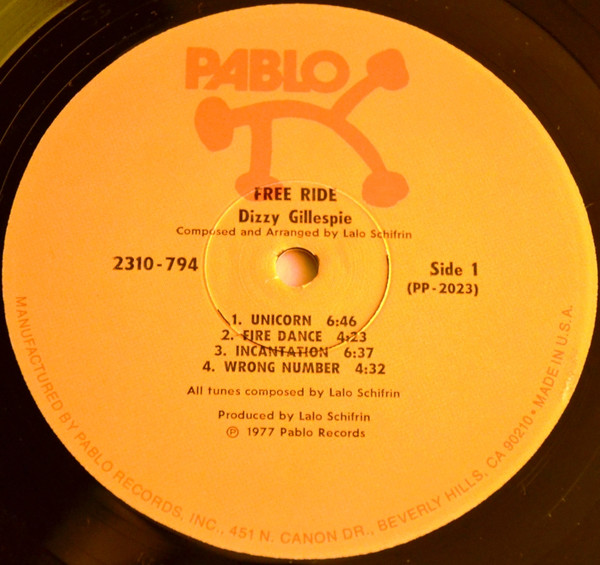 PABLO
FREE RIDE
Dizzy Gillespie
Composed and Arranged by Lalo Schifrin
2310-794
Side 1
(PP-2023)
1. UNICORN 6:46
2. FIRE DANCE 4:23
3. INCANTATION 6:37
4. WRONG NUMBER 4:32
All tunes composed by Lalo Schifrin
Produced by Lalo Schifrin
℗ 1977 Pablo Records
MANUFACTURED BY PABLO RECORDS, INC., 451 N. CANON DR., BEVERLY HILLS, CA 90210 • MADE IN U.S.A.